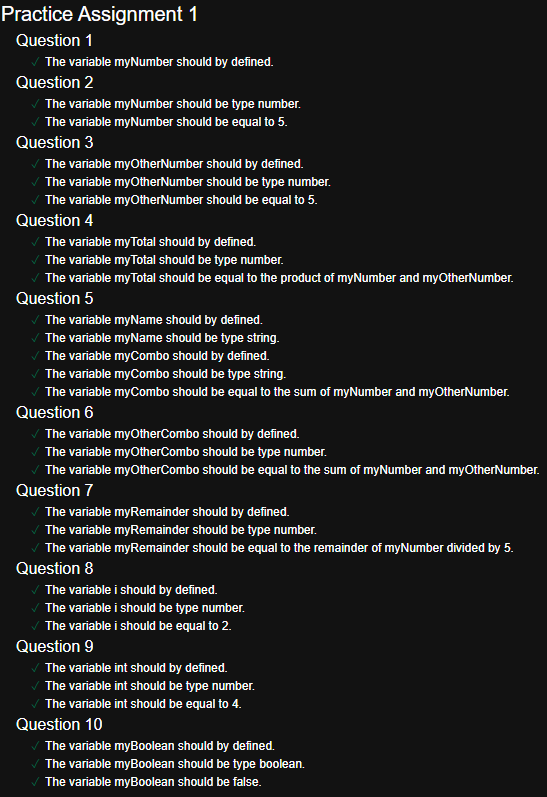 Practice Assignment 1
Question 1
✓ The variable myNumber should by defined.
Question 2
✓ The variable myNumber should be type number.
✓ The variable myNumber should be equal to 5.
Question 3
✓ The variable myOtherNumber should by defined.
✓ The variable myOtherNumber should be type number.
✓ The variable myOtherNumber should be equal to 5.
Question 4
✓ The variable myTotal should by defined.
✓ The variable myTotal should be type number.
✓ The variable myTotal should be equal to the product of myNumber and myOtherNumber.
Question 5
✓ The variable myName should by defined.
✓ The variable myName should be type string.
✓ The variable myCombo should by defined.
✓ The variable myCombo should be type string.
✓ The variable myCombo should be equal to the sum of myNumber and myOtherNumber.
Question 6
✓ The variable myOtherCombo should by defined.
✓ The variable myOtherCombo should be type number.
✓ The variable myOtherCombo should be equal to the sum of myNumber and myOtherNumber.
Question 7
✓ The variable myRemainder should by defined.
✓ The variable myRemainder should be type number.
✓ The variable myRemainder should be equal to the remainder of myNumber divided by 5.
Question 8
✓ The variable i should by defined.
✓ The variable i should be type number.
✓ The variable i should be equal to 2.
Question 9
✓ The variable int should by defined.
✓ The variable int should be type number.
✓ The variable int should be equal to 4.
Question 10
✓ The variable myBoolean should by defined.
✓ The variable myBoolean should be type boolean.
✓ The variable myBoolean should be false.